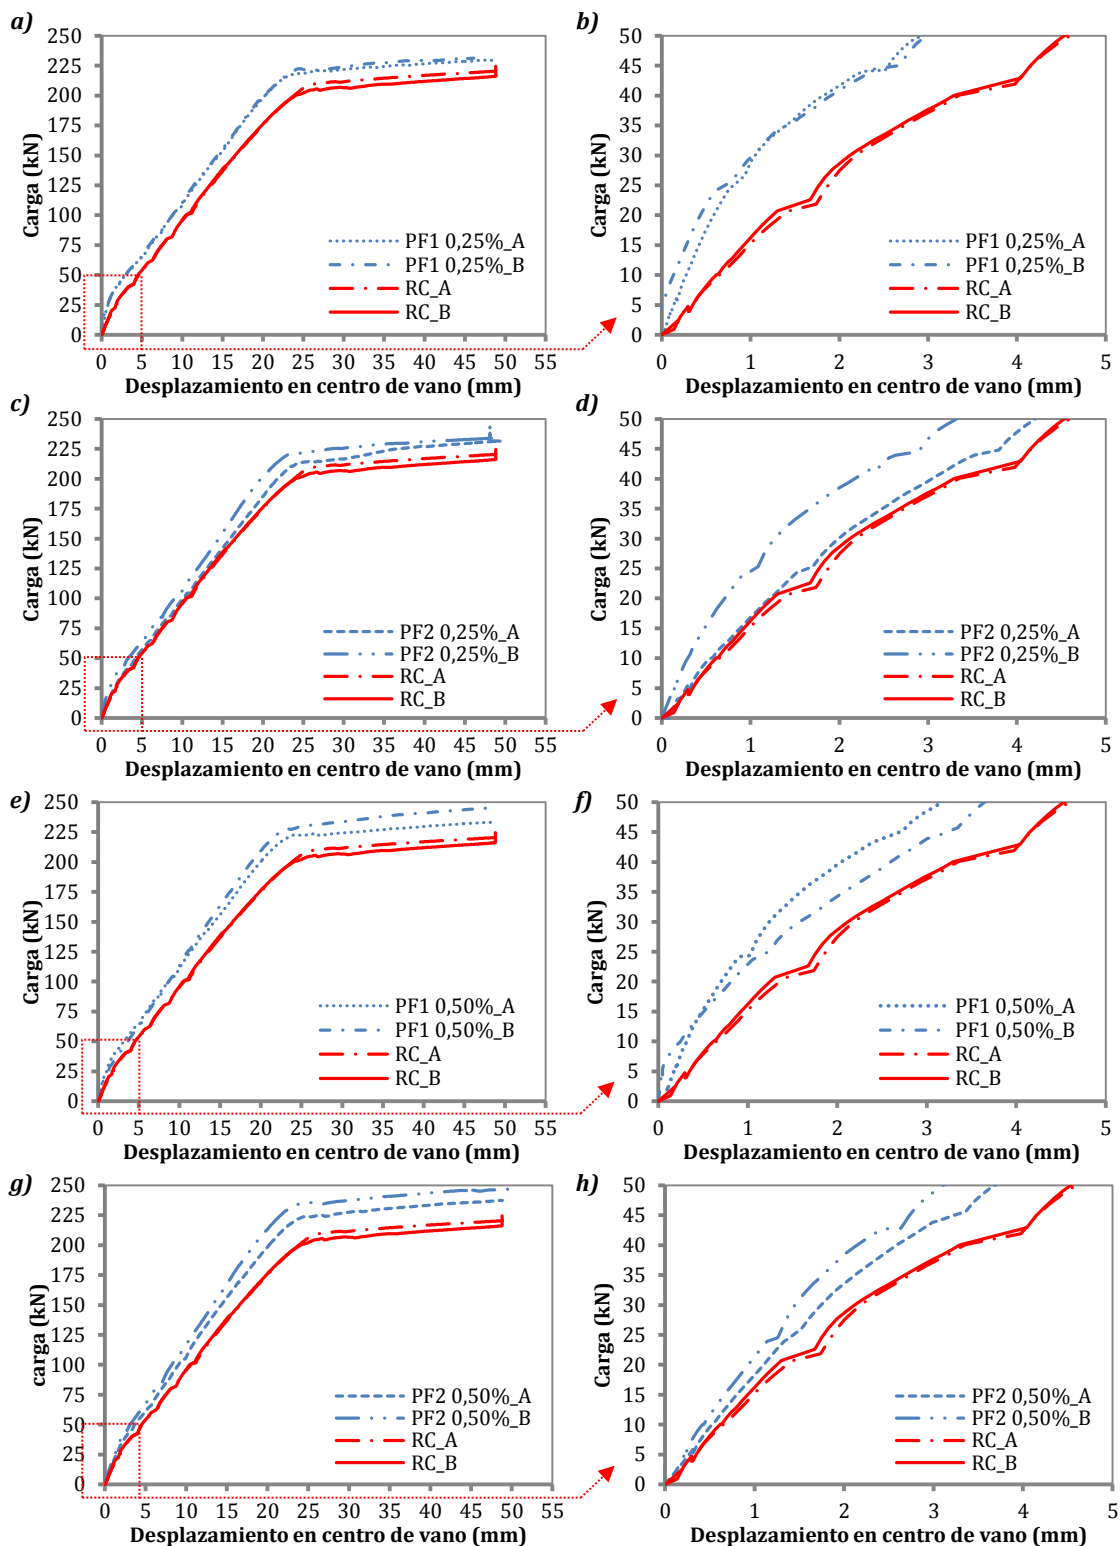 a)
250
225
200
175
150
125
100
75
50
25
0
0 5 10 15 20 25 30 35 40 45 50 55
Carga (kN)
Desplazamiento en centro de vano (mm)
PF1 0,25%_A
PF1 0,25%_B
RC_A
RC_B
b)
50
45
40
35
30
25
20
15
10
5
0
0 1 2 3 4 5
Carga (kN)
Desplazamiento en centro de vano (mm)
PF1 0,25%_A
PF1 0,25%_B
RC_A
RC_B
c)
250
225
200
175
150
125
100
75
50
25
0
0 5 10 15 20 25 30 35 40 45 50 55
Carga (kN)
Desplazamiento en centro de vano (mm)
PF2 0,25%_A
PF2 0,25%_B
RC_A
RC_B
d)
50
45
40
35
30
25
20
15
10
5
0
0 1 2 3 4 5
Carga (kN)
Desplazamiento en centro de vano (mm)
PF2 0,25%_A
PF2 0,25%_B
RC_A
RC_B
e)
250
225
200
175
150
125
100
75
50
25
0
0 5 10 15 20 25 30 35 40 45 50 55
Carga (kN)
Desplazamiento en centro de vano (mm)
PF1 0,50%_A
PF1 0,50%_B
RC_A
RC_B
f)
50
45
40
35
30
25
20
15
10
5
0
0 1 2 3 4 5
Carga (kN)
Desplazamiento en centro de vano (mm)
PF1 0,50%_A
PF1 0,50%_B
RC_A
RC_B
g)
250
225
200
175
150
125
100
75
50
25
0
0 5 10 15 20 25 30 35 40 45 50 55
carga (kN)
Desplazamiento en centro de vano (mm)
PF2 0,50%_A
PF2 0,50%_B
RC_A
RC_B
h)
50
45
40
35
30
25
20
15
10
5
0
0 1 2 3 4 5
Carga (kN)
Desplazamiento en centro de vano (mm)
PF2 0,50%_A
PF2 0,50%_B
RC_A
RC_B